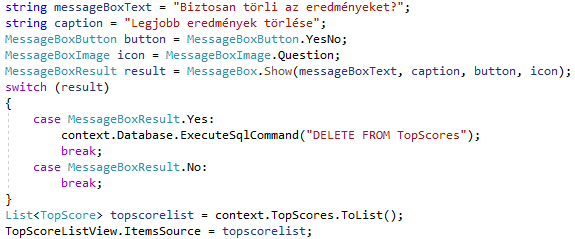 string messageBoxText = "Biztosan törli az eredményeket?";
string caption = "Legjobb eredmények törlése";
MessageBoxButton button = MessageBoxButton.YesNo;
MessageBoxImage icon = MessageBoxImage.Question;
MessageBoxResult result = MessageBox.Show(messageBoxText, caption, button, icon);
switch (result)
{
    case MessageBoxResult.Yes:
        context.Database.ExecuteSqlCommand("DELETE FROM TopScores");
        break;
    case MessageBoxResult.No:
        break;
}
List<TopScore> topscorelist = context.TopScores.ToList();
TopScoreListView.ItemsSource = topscorelist;